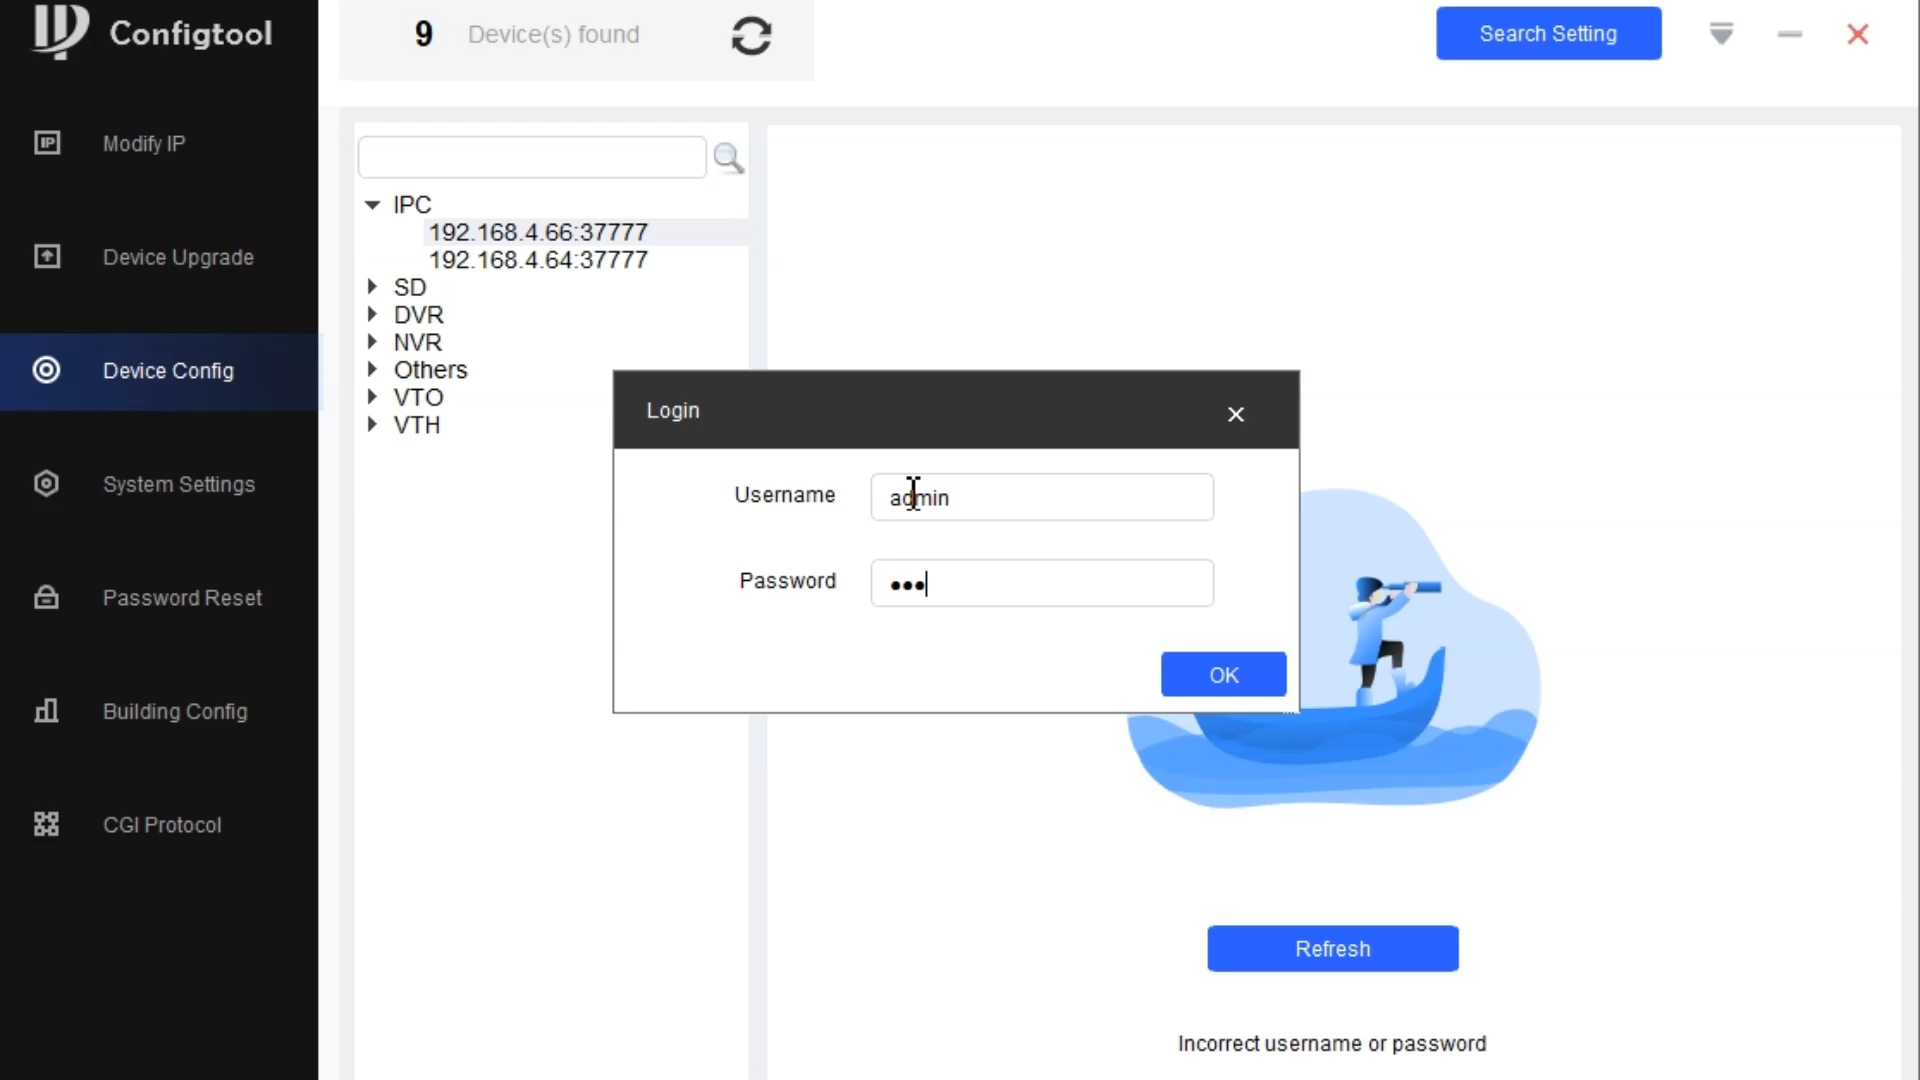 Configtool
9 Device(s) found
Search Setting
Modify IP
Device Upgrade
Device Config
System Settings
Password Reset
Building Config
CGI Protocol
IPC
192.168.4.66:37777
192.168.4.64:37777
SD
DVR
NVR
Others
VTO
VTH
Login
Username admin
Password
OK
Refresh
Incorrect username or password